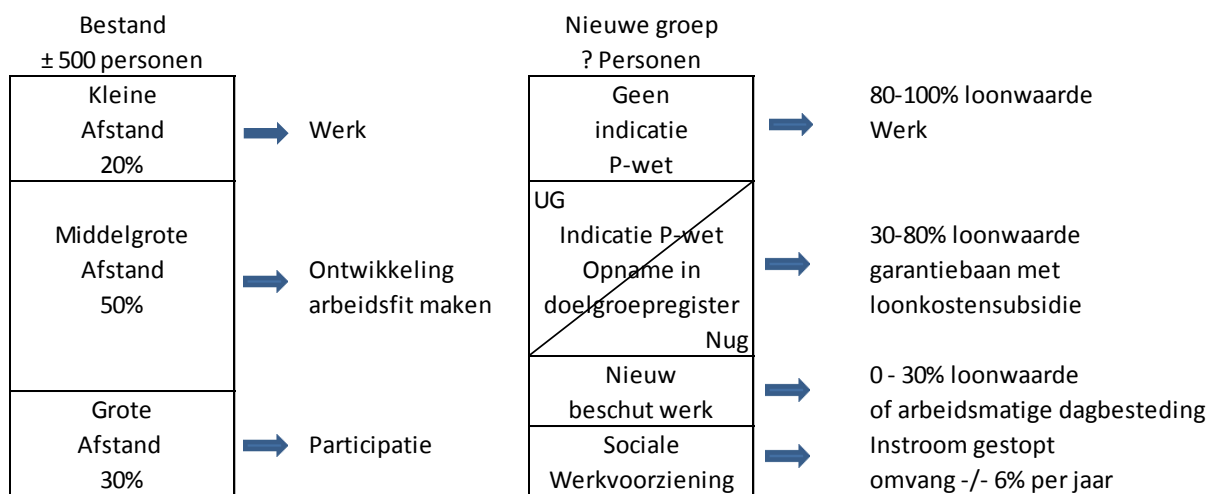 Bestand
± 500 personen
Kleine
Afstand
20%
Werk
Middelgrote
Afstand
50%
Ontwikkeling
arbeidsfit maken
Grote
Afstand
30%
Participatie
Nieuwe groep
? Personen
Geen
indicatie
P-wet
80-100% loonwaarde
Werk
UG
Indicatie P-wet
Opname in
doelgroepregister
Nug
30-80% loonwaarde
garantiebaan met
loonkostensubsidie
Nieuw
beschut werk
0 - 30% loonwaarde
of arbeidsmatige dagbesteding
Sociale
Werkvoorziening
Instroom gestopt
omvang -/- 6% per jaar